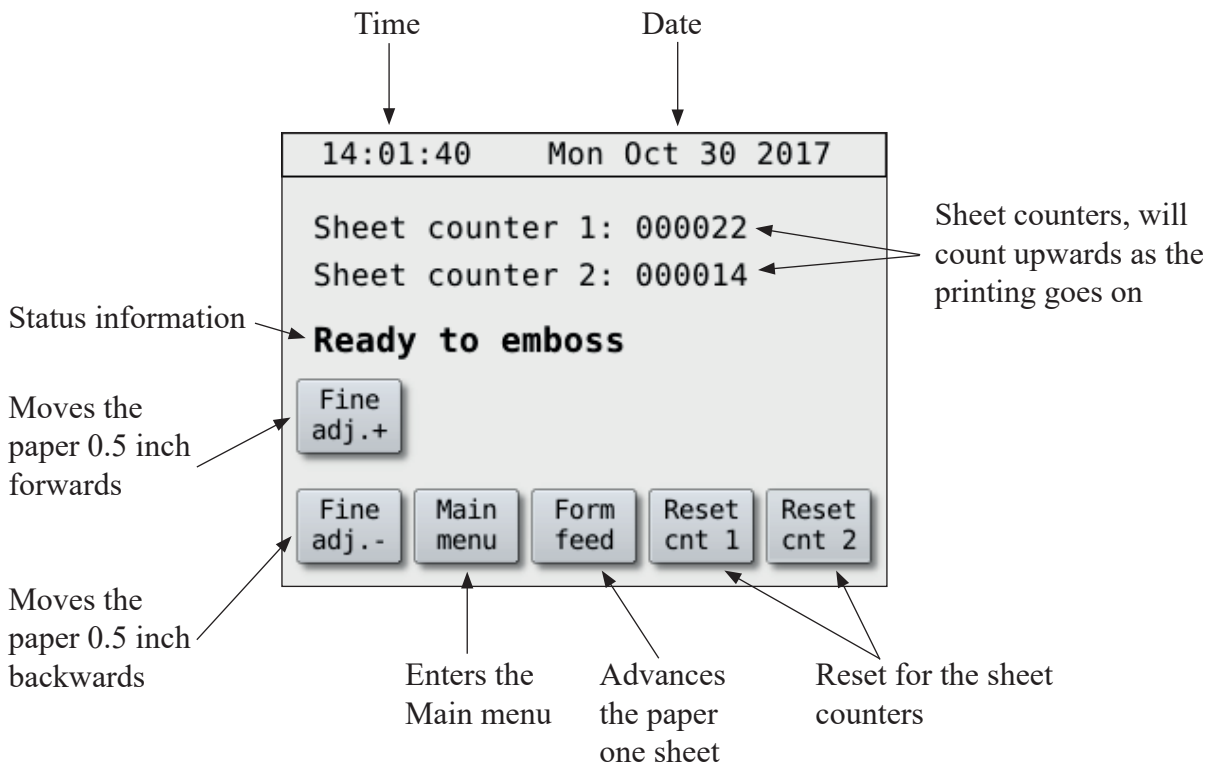 Time
Date
14:01:40 Mon Oct 30 2017
Sheet counter 1: 000022
Sheet counter 2: 000014
Sheet counters, will
count upwards as the
printing goes on
Status information
Ready to emboss
Moves the
paper 0.5 inch
forwards
Fine
adj.+
Fine
adj.-
Main
menu
Form
feed
Reset
cnt 1
Reset
cnt 2
Moves the
paper 0.5 inch
backwards
Enters the
Main menu
Advances
the paper
one sheet
Reset for the sheet
counters